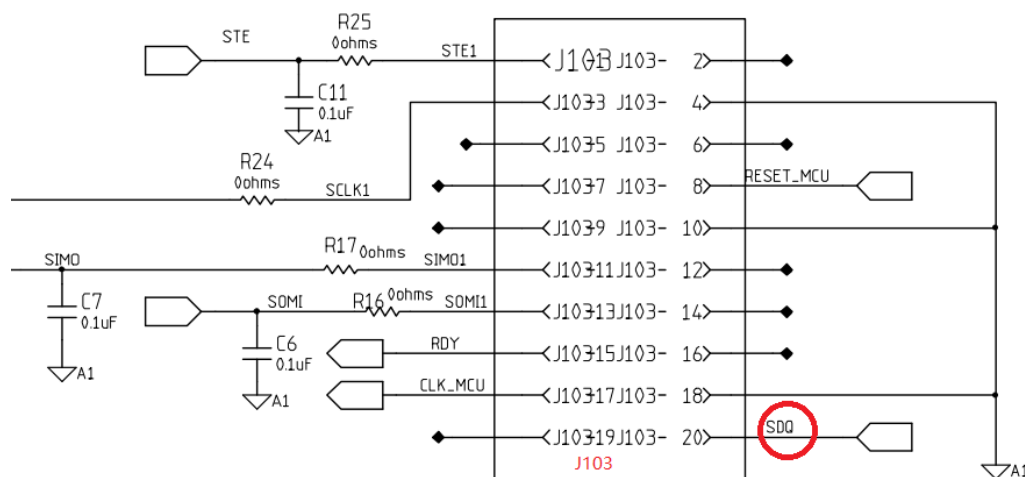 R25
0ohms
STE
STE1
J103-1 J103- 2
C11
0.1uF
A1
J103-3 J103- 4
J103-5 J103- 6
R24
0ohms
SCLK1
J103-7 J103- 8
RESET_MCU
J103-9 J103- 10
R17 0ohms
SIMO
SIMO1
J103-11 J103- 12
C7
0.1uF
A1
R16 0ohms
SOMI
SOMI1
J103-13 J103- 14
C6
0.1uF
A1
RDY
J103-15 J103- 16
CLK_MCU
J103-17 J103- 18
SDQ
J103-19 J103- 20
J103
A1